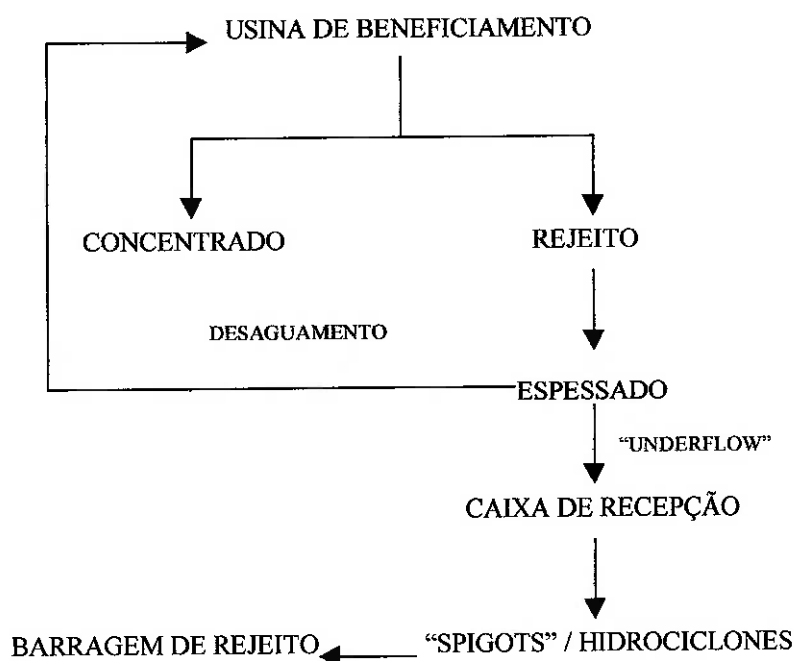 USINA DE BENEFICIAMENTO
CONCENTRADO
REJEITO
DESAGUAMENTO
ESPESSADO
“UNDERFLOW”
CAIXA DE RECEPÇÃO
BARRAGEM DE REJEITO
“SPIGOTS” / HIDROCICLONES